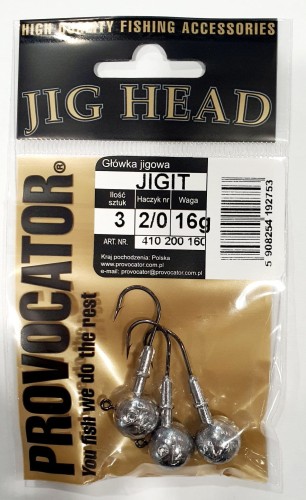 HIGH QUALITY FISHING ACCESSORIES
JIG HEAD
Główka jigowa
JIGIT
Ilość sztuk Haczyk nr Waga
3 2/0 16g
ART. NR. 410 200 160
Kraj pochodzenia: Polska
www.provocator.com.pl
e-mail: provocator@provocator.com.pl
5 908254 192753
PROVOCATOR®
You fish we do the rest